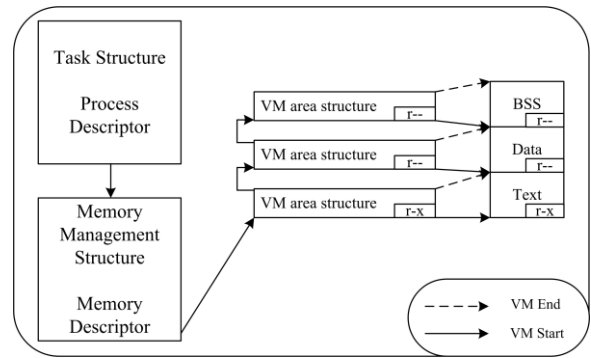 Task Structure
Process
Descriptor
Memory
Management
Structure
Memory
Descriptor
VM area structure
r--
VM area structure
r--
VM area structure
r-x
BSS
r--
Data
r--
Text
r-x
VM End
VM Start